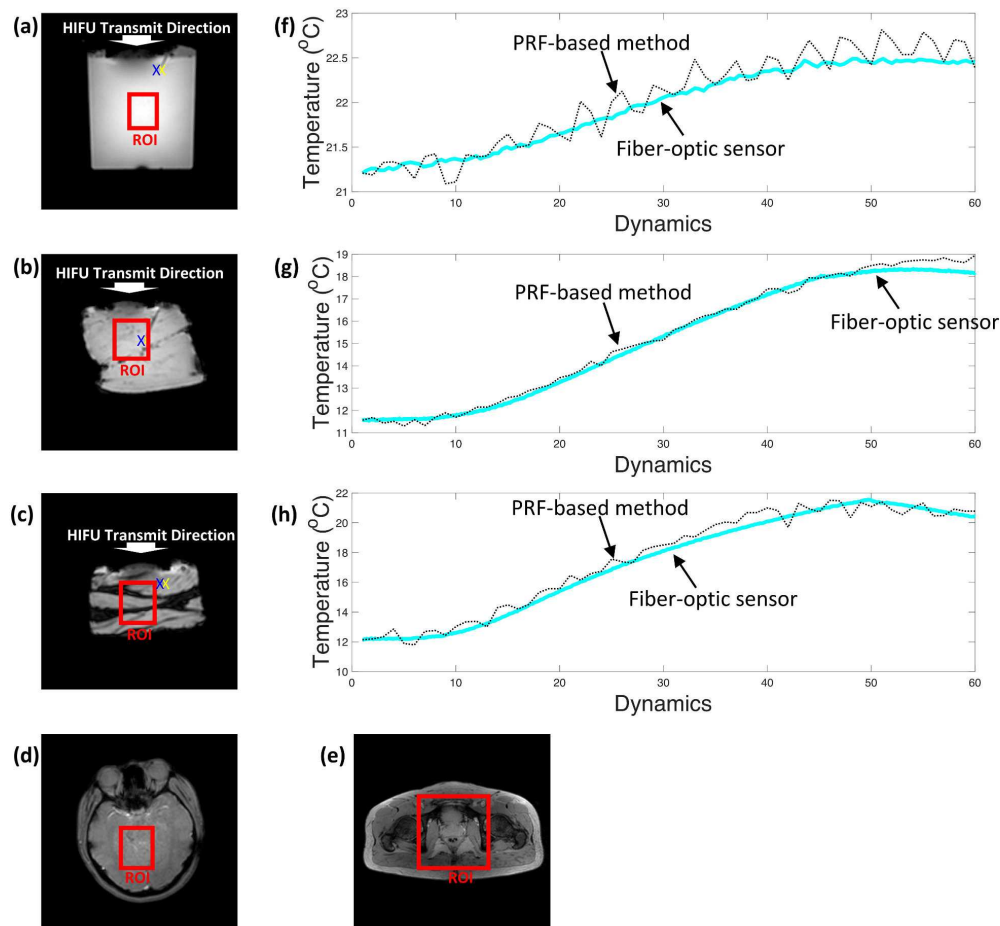 (a)
HIFU Transmit Direction
X
ROI
(f)
Temperature (°C)
23
22.5
22
21.5
21
PRF-based method
Fiber-optic sensor
0
10
20
30
40
50
60
Dynamics
(b)
HIFU Transmit Direction
X
ROI
(g)
Temperature (°C)
19
18
17
16
15
14
13
12
11
PRF-based method
Fiber-optic sensor
0
10
20
30
40
50
60
Dynamics
(c)
HIFU Transmit Direction
XX
ROI
(h)
Temperature (°C)
22
20
18
16
14
12
10
PRF-based method
Fiber-optic sensor
0
10
20
30
40
50
60
Dynamics
(d)
ROI
(e)
ROI